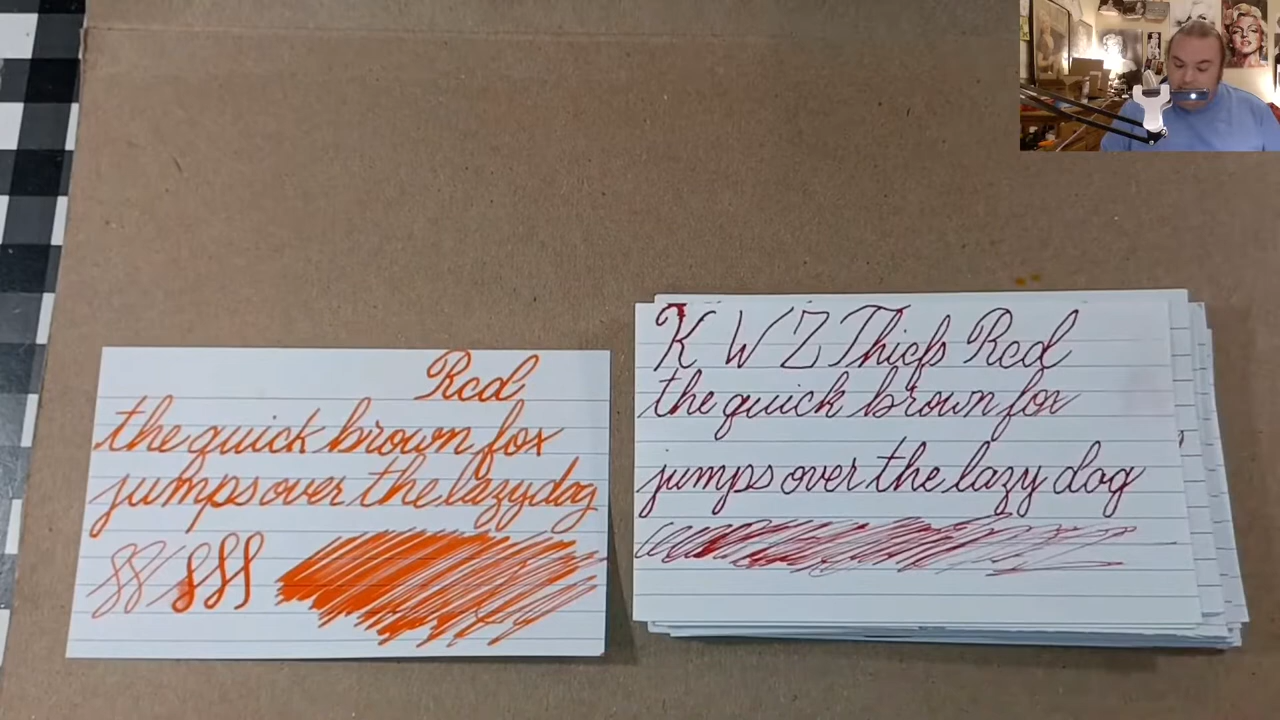 Red
the quick brown fox
jumps over the lazy dog
K W Z Thiefs Red
the quick brown fox
jumps over the lazy dog